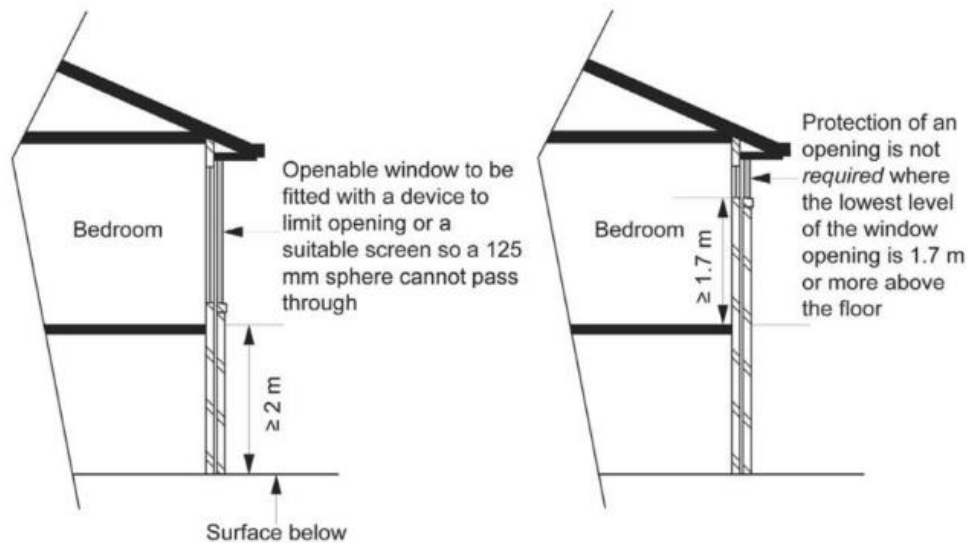 Bedroom
Openable window to be
fitted with a device to
limit opening or a
suitable screen so a 125
mm sphere cannot pass
through
≥ 2 m
Surface below
Bedroom
≥ 1.7 m
Protection of an
opening is not
required where
the lowest level
of the window
opening is 1.7 m
or more above
the floor